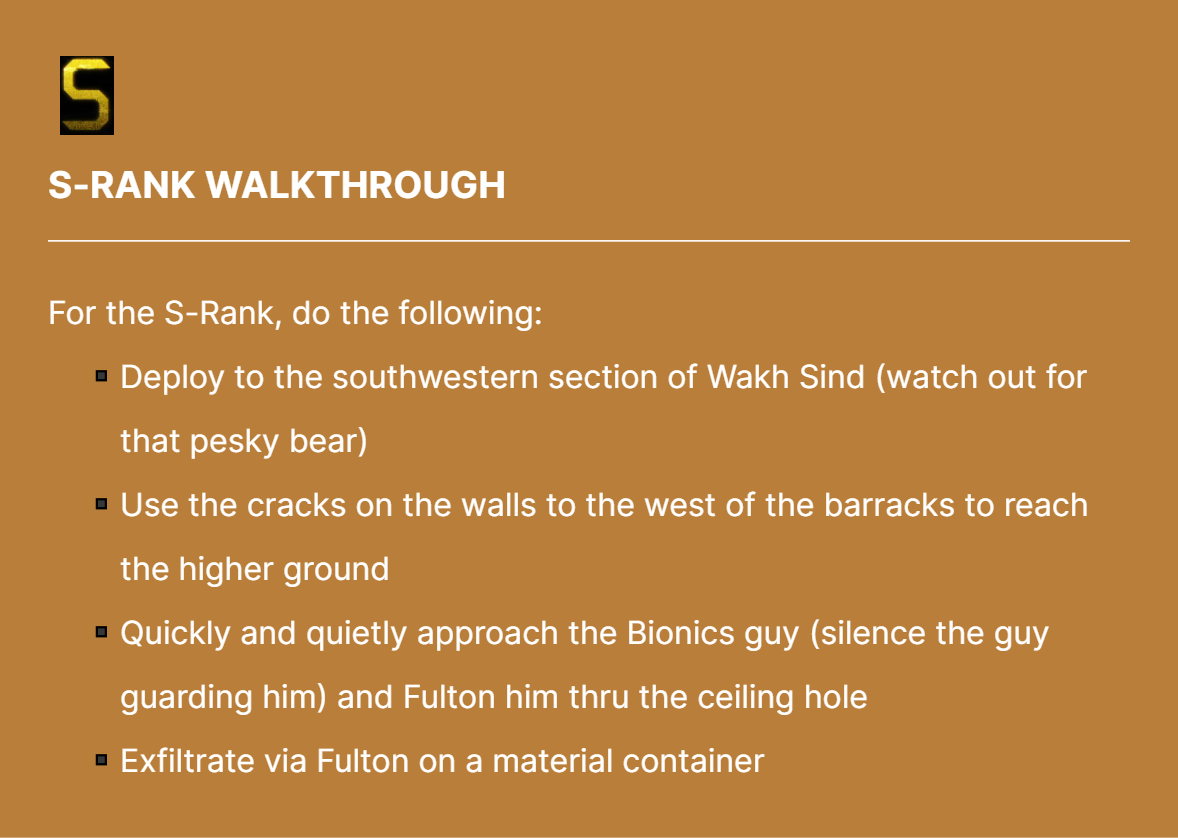 S
S-RANK WALKTHROUGH
For the S-Rank, do the following:
Deploy to the southwestern section of Wakh Sind (watch out for
that pesky bear)
Use the cracks on the walls to the west of the barracks to reach
the higher ground
Quickly and quietly approach the Bionics guy (silence the guy
guarding him) and Fulton him thru the ceiling hole
Exfiltrate via Fulton on a material container